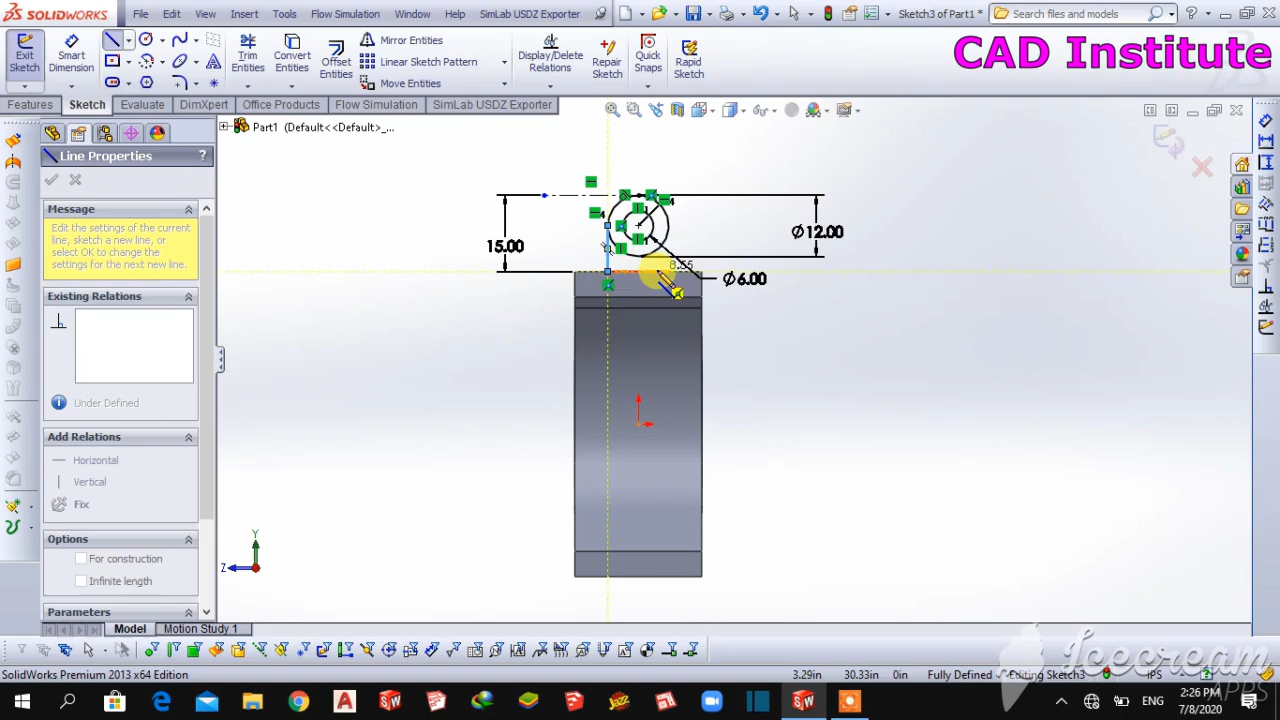 SOLIDWORKS
File Edit View Insert Tools Flow Simulation Window Help SimLab USDZ Exporter
Sketch3 of Part1 *
Search files and models
CAD Institute
Exit Sketch
Smart Dimension
Trim Entities
Convert Entities
Offset Entities
Mirror Entities
Linear Sketch Pattern
Move Entities
Display/Delete Relations
Repair Sketch
Quick Snaps
Rapid Sketch
Features Sketch Evaluate DimXpert Office Products Flow Simulation SimLab USDZ Exporter
Part1 (Default<<Default>_...
Line Properties ?
Message
Edit the settings of the current line, sketch a new line, or select OK to change the settings for the next new line.
Existing Relations
Under Defined
Add Relations
Horizontal
Vertical
Fix
Options
For construction
Infinite length
Parameters
15.00
Ø12.00
8.55
Ø6.00
Y
Z
Model Motion Study 1
SolidWorks Premium 2013 x64 Edition
3.29in 30.33in 0in Fully Defined Editing Sketch3 IPS
Icecream
APPS
ENG
2:26 PM
7/8/2020